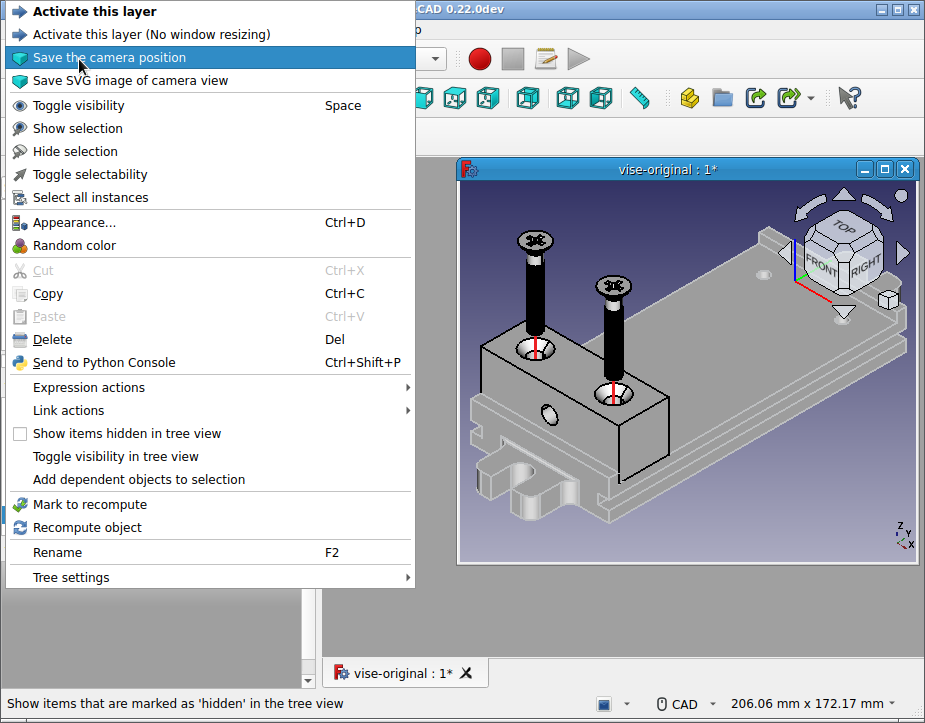 Activate this layer
Activate this layer (No window resizing)
Save the camera position
Save SVG image of camera view
Toggle visibility Space
Show selection
Hide selection
Toggle selectability
Select all instances
Appearance... Ctrl+D
Random color
Cut Ctrl+X
Copy Ctrl+C
Paste Ctrl+V
Delete Del
Send to Python Console Ctrl+Shift+P
Expression actions
Link actions
Show items hidden in tree view
Toggle visibility in tree view
Add dependent objects to selection
Mark to recompute
Recompute object
Rename F2
Tree settings
CAD 0.22.0dev
vise-original : 1*
TOP
FRONT
RIGHT
Z
Y
X
vise-original : 1*
Show items that are marked as 'hidden' in the tree view
CAD
206.06 mm x 172.17 mm